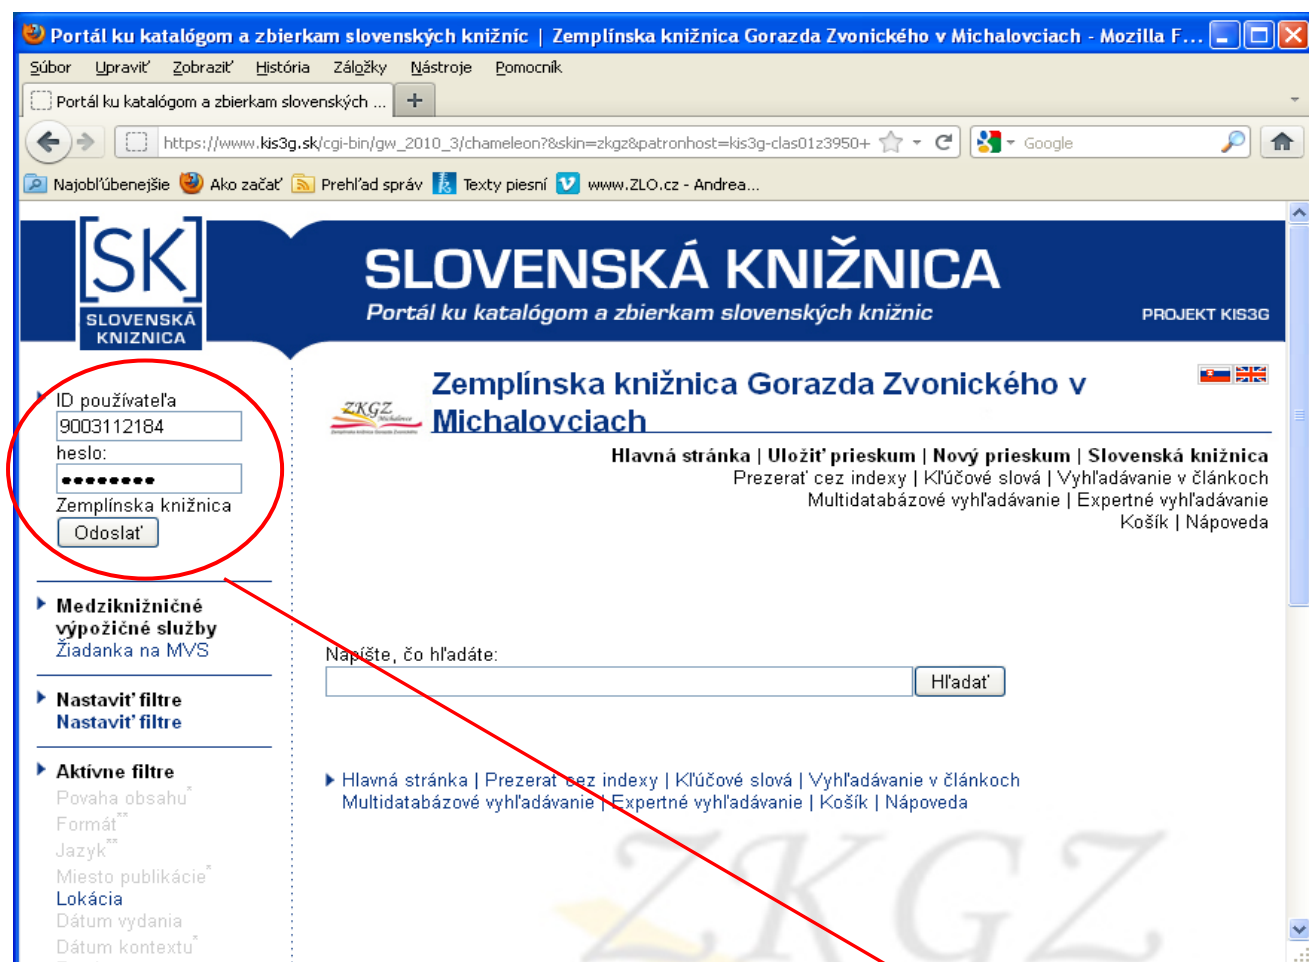 Portál ku katalógom a zbierkam slovenských knižníc | Zemplínska knižnica Gorazda Zvonického v Michalovciach - Mozilla F...
Súbor Upraviť Zobraziť História Záložky Nástroje Pomocník
Portál ku katalógom a zbierkam slovenských ...
https://www.kis3g.sk/cgi-bin/gw_2010_3/chameleon?&skin=zkgz&patronhost=kis3g-clas01z3950+
Google
Najobľúbenejšie Ako začať Prehľad správ Texty piesní www.ZLO.cz - Andrea...
[SK]
SLOVENSKÁ
KNIZNICA
SLOVENSKÁ KNIŽNICA
Portál ku katalógom a zbierkam slovenských knižnic
PROJEKT KIS3G
ID používateľa
9003112184
heslo:
●●●●●●●●
Zemplínska knižnica
Odoslať
ZKGZ
Zemplínska knižnica Gorazda Zvonického v
Michalovciach
Hlavná stránka | Uložiť prieskum | Nový prieskum | Slovenská knižnica
Prezerať cez indexy | Kľúčové slová | Vyhľadávanie v článkoch
Multidatabázové vyhľadávanie | Expertné vyhľadávanie
Košík | Nápoveda
Medziknižničné
výpožičné služby
Žiadanka na MVS
Nastaviť filtre
Nastaviť filtre
Aktívne filtre
Povaha obsahu*
Formát**
Jazyk**
Miesto publikácie*
Lokácia
Dátum vydania
Dátum kontextu*
Napíšte, čo hľadáte:
Hľadať
Hlavná stránka | Prezerať cez indexy | Kľúčové slová | Vyhľadávanie v článkoch
Multidatabázové vyhľadávanie | Expertné vyhľadávanie | Košík | Nápoveda
ZKGZ